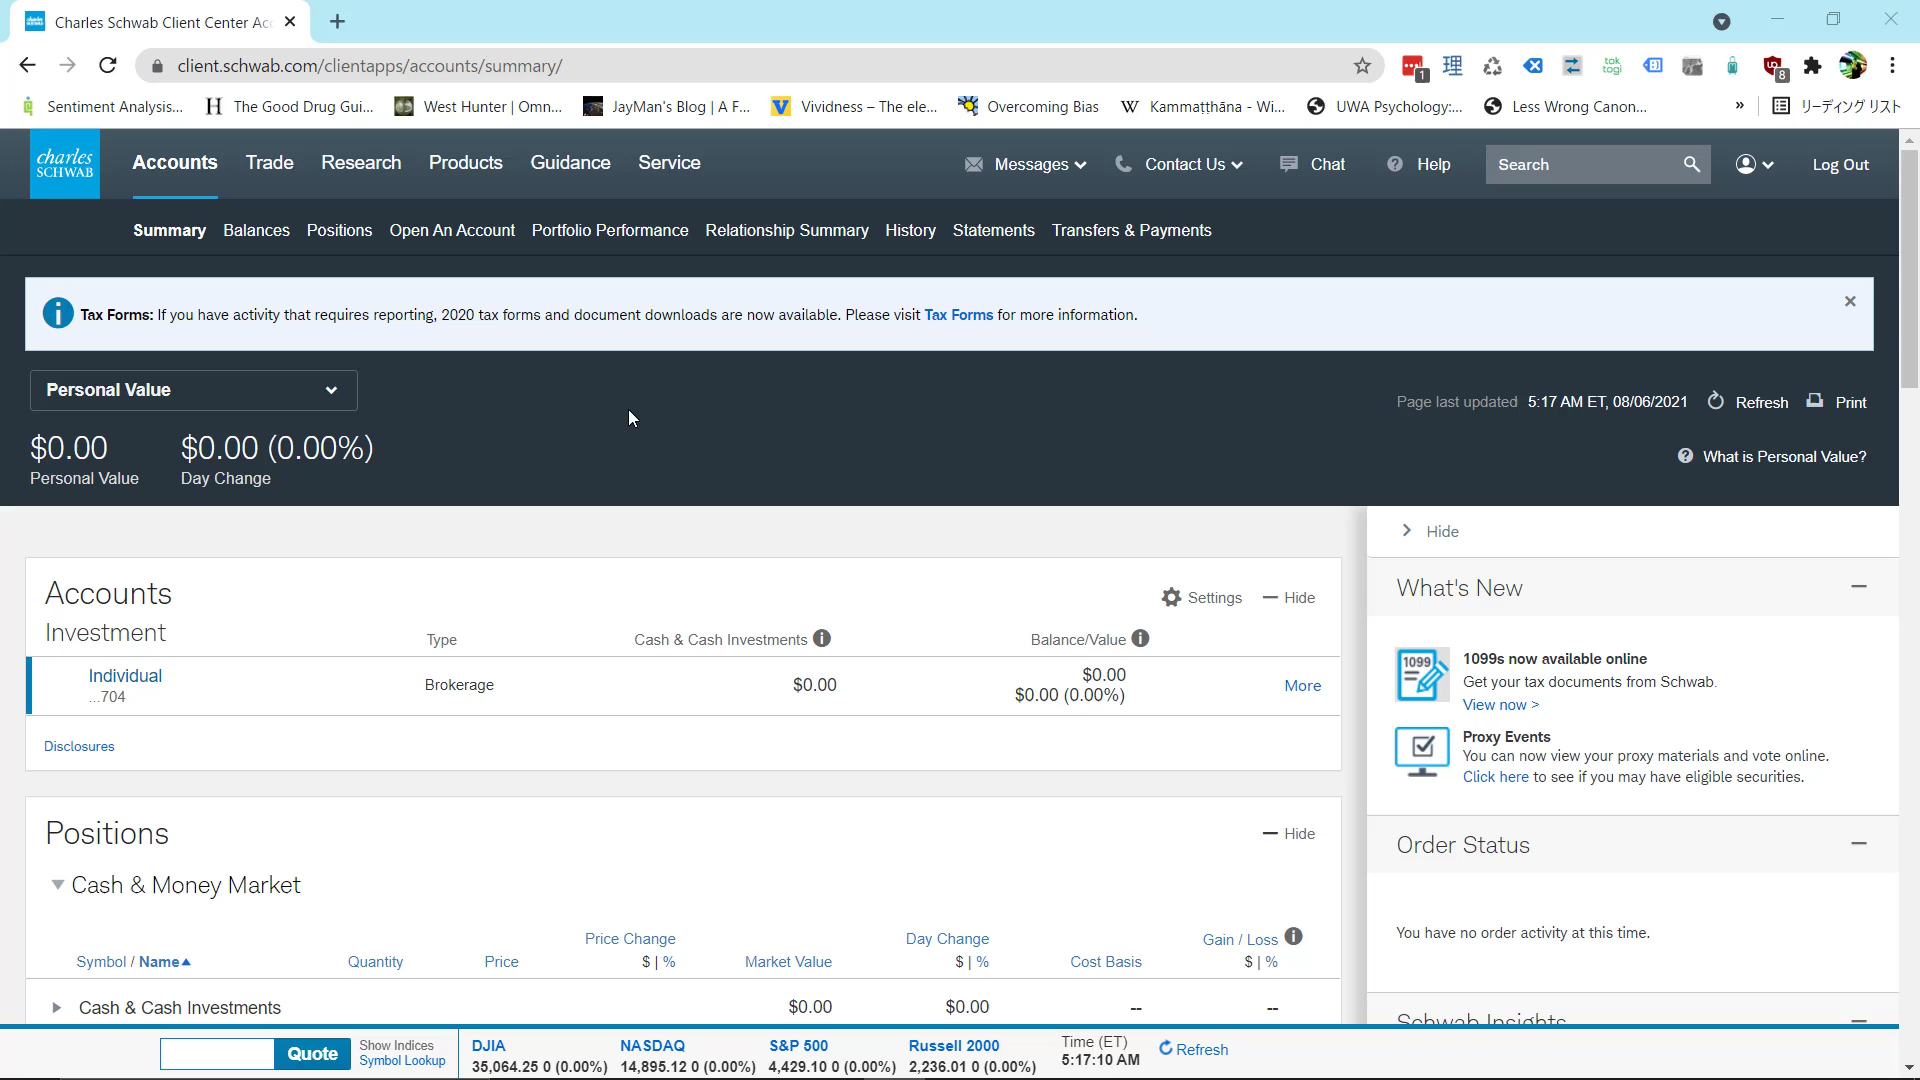 Charles Schwab Client Center Acc
client.schwab.com/clientapps/accounts/summary/
1
理
tok
togi
8
Sentiment Analysis...
The Good Drug Gui...
West Hunter | Omn...
JayMan's Blog | A F...
Vividness – The ele...
Overcoming Bias
W Kammaṭṭhāna - Wi...
UWA Psychology:...
Less Wrong Canon...
»
リーディング リスト
charles
SCHWAB
Accounts
Trade
Research
Products
Guidance
Service
Messages
Contact Us
Chat
Help
Search
Log Out
Summary
Balances
Positions
Open An Account
Portfolio Performance
Relationship Summary
History
Statements
Transfers & Payments
Tax Forms: If you have activity that requires reporting, 2020 tax forms and document downloads are now available. Please visit Tax Forms for more information.
Personal Value
Page last updated 5:17 AM ET, 08/06/2021
Refresh
Print
$0.00
Personal Value
$0.00 (0.00%)
Day Change
What is Personal Value?
Accounts
Settings
Hide
Investment
Type
Cash & Cash Investments
Balance/Value
Individual
...704
Brokerage
$0.00
$0.00
$0.00 (0.00%)
More
Disclosures
Positions
Hide
Cash & Money Market
Symbol / Name
Quantity
Price
Price Change
$ | %
Market Value
Day Change
$ | %
Cost Basis
Gain / Loss
$ | %
Cash & Cash Investments
$0.00
$0.00
--
--
Hide
What's New
1099
1099s now available online
Get your tax documents from Schwab.
View now >
Proxy Events
You can now view your proxy materials and vote online.
Click here to see if you may have eligible securities.
Order Status
You have no order activity at this time.
Schwab Insights
Quote
Show Indices
Symbol Lookup
DJIA
35,064.25 0 (0.00%)
NASDAQ
14,895.12 0 (0.00%)
S&P 500
4,429.10 0 (0.00%)
Russell 2000
2,236.01 0 (0.00%)
Time (ET)
5:17:10 AM
Refresh